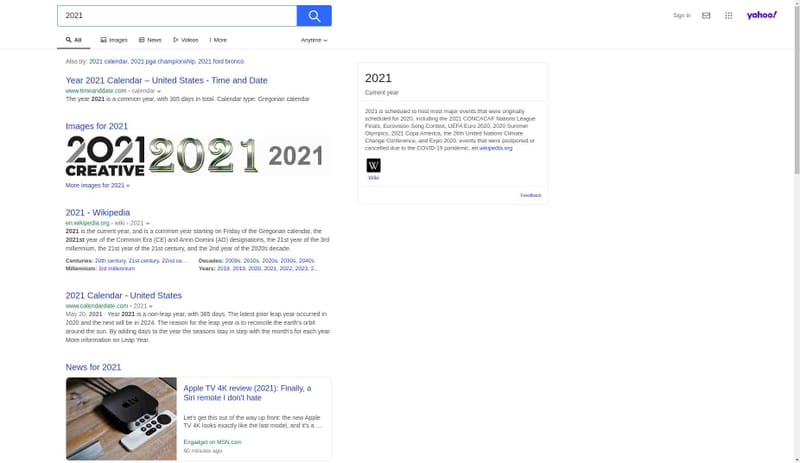 2021
Sign in
yahoo!
All
Images
News
Videos
More
Anytime
Also try: 2021 calendar, 2021 pga championship, 2021 ford bronco
Year 2021 Calendar – United States - Time and Date
www.timeanddate.com › calendar
The year 2021 is a common year, with 365 days in total. Calendar type: Gregorian calendar
Images for 2021
2021
CREATIVE
2021
2021
More images for 2021 »
2021 - Wikipedia
en.wikipedia.org › wiki › 2021
2021 is the current year, and is a common year starting on Friday of the Gregorian calendar, the
2021st year of the Common Era (CE) and Anno Domini (AD) designations, the 21st year of the 3rd
millennium, the 21st year of the 21st century, and the 2nd year of the 2020s decade.
Centuries: 20th century, 21st century, 22nd ce...
Decades: 2000s, 2010s, 2020s, 2030s, 2040s.
Millennium: 3rd millennium
Years: 2018, 2019, 2020, 2021, 2022, 2023, 2...
2021 Calendar - United States
www.calendardate.com › 2021
May 20, 2021 · Year 2021 is a non-leap year, with 365 days. The latest prior leap year occurred in
2020 and the next will be in 2024. The reason for the leap year is to reconcile the earth's orbit
around the sun. By adding days to the year the seasons stay in step with the month's for each year.
More information on Leap Year.
News for 2021
Apple TV 4K review (2021): Finally, a
Siri remote I don't hate
Let's get this out of the way up front: the new Apple
TV 4K looks exactly like the last model, and it's a ...
Engadget on MSN.com
60 minutes ago
2021
Current year
2021 is scheduled to host most major events that were originally
scheduled for 2020, including the 2021 CONCACAF Nations League
Finals, Eurovision Song Contest, UEFA Euro 2020, 2020 Summer
Olympics, 2021 Copa America, the 26th United Nations Climate
Change Conference, and Expo 2020, events that were postponed or
cancelled due to the COVID-19 pandemic. en.wikipedia.org
W
Wiki
Feedback